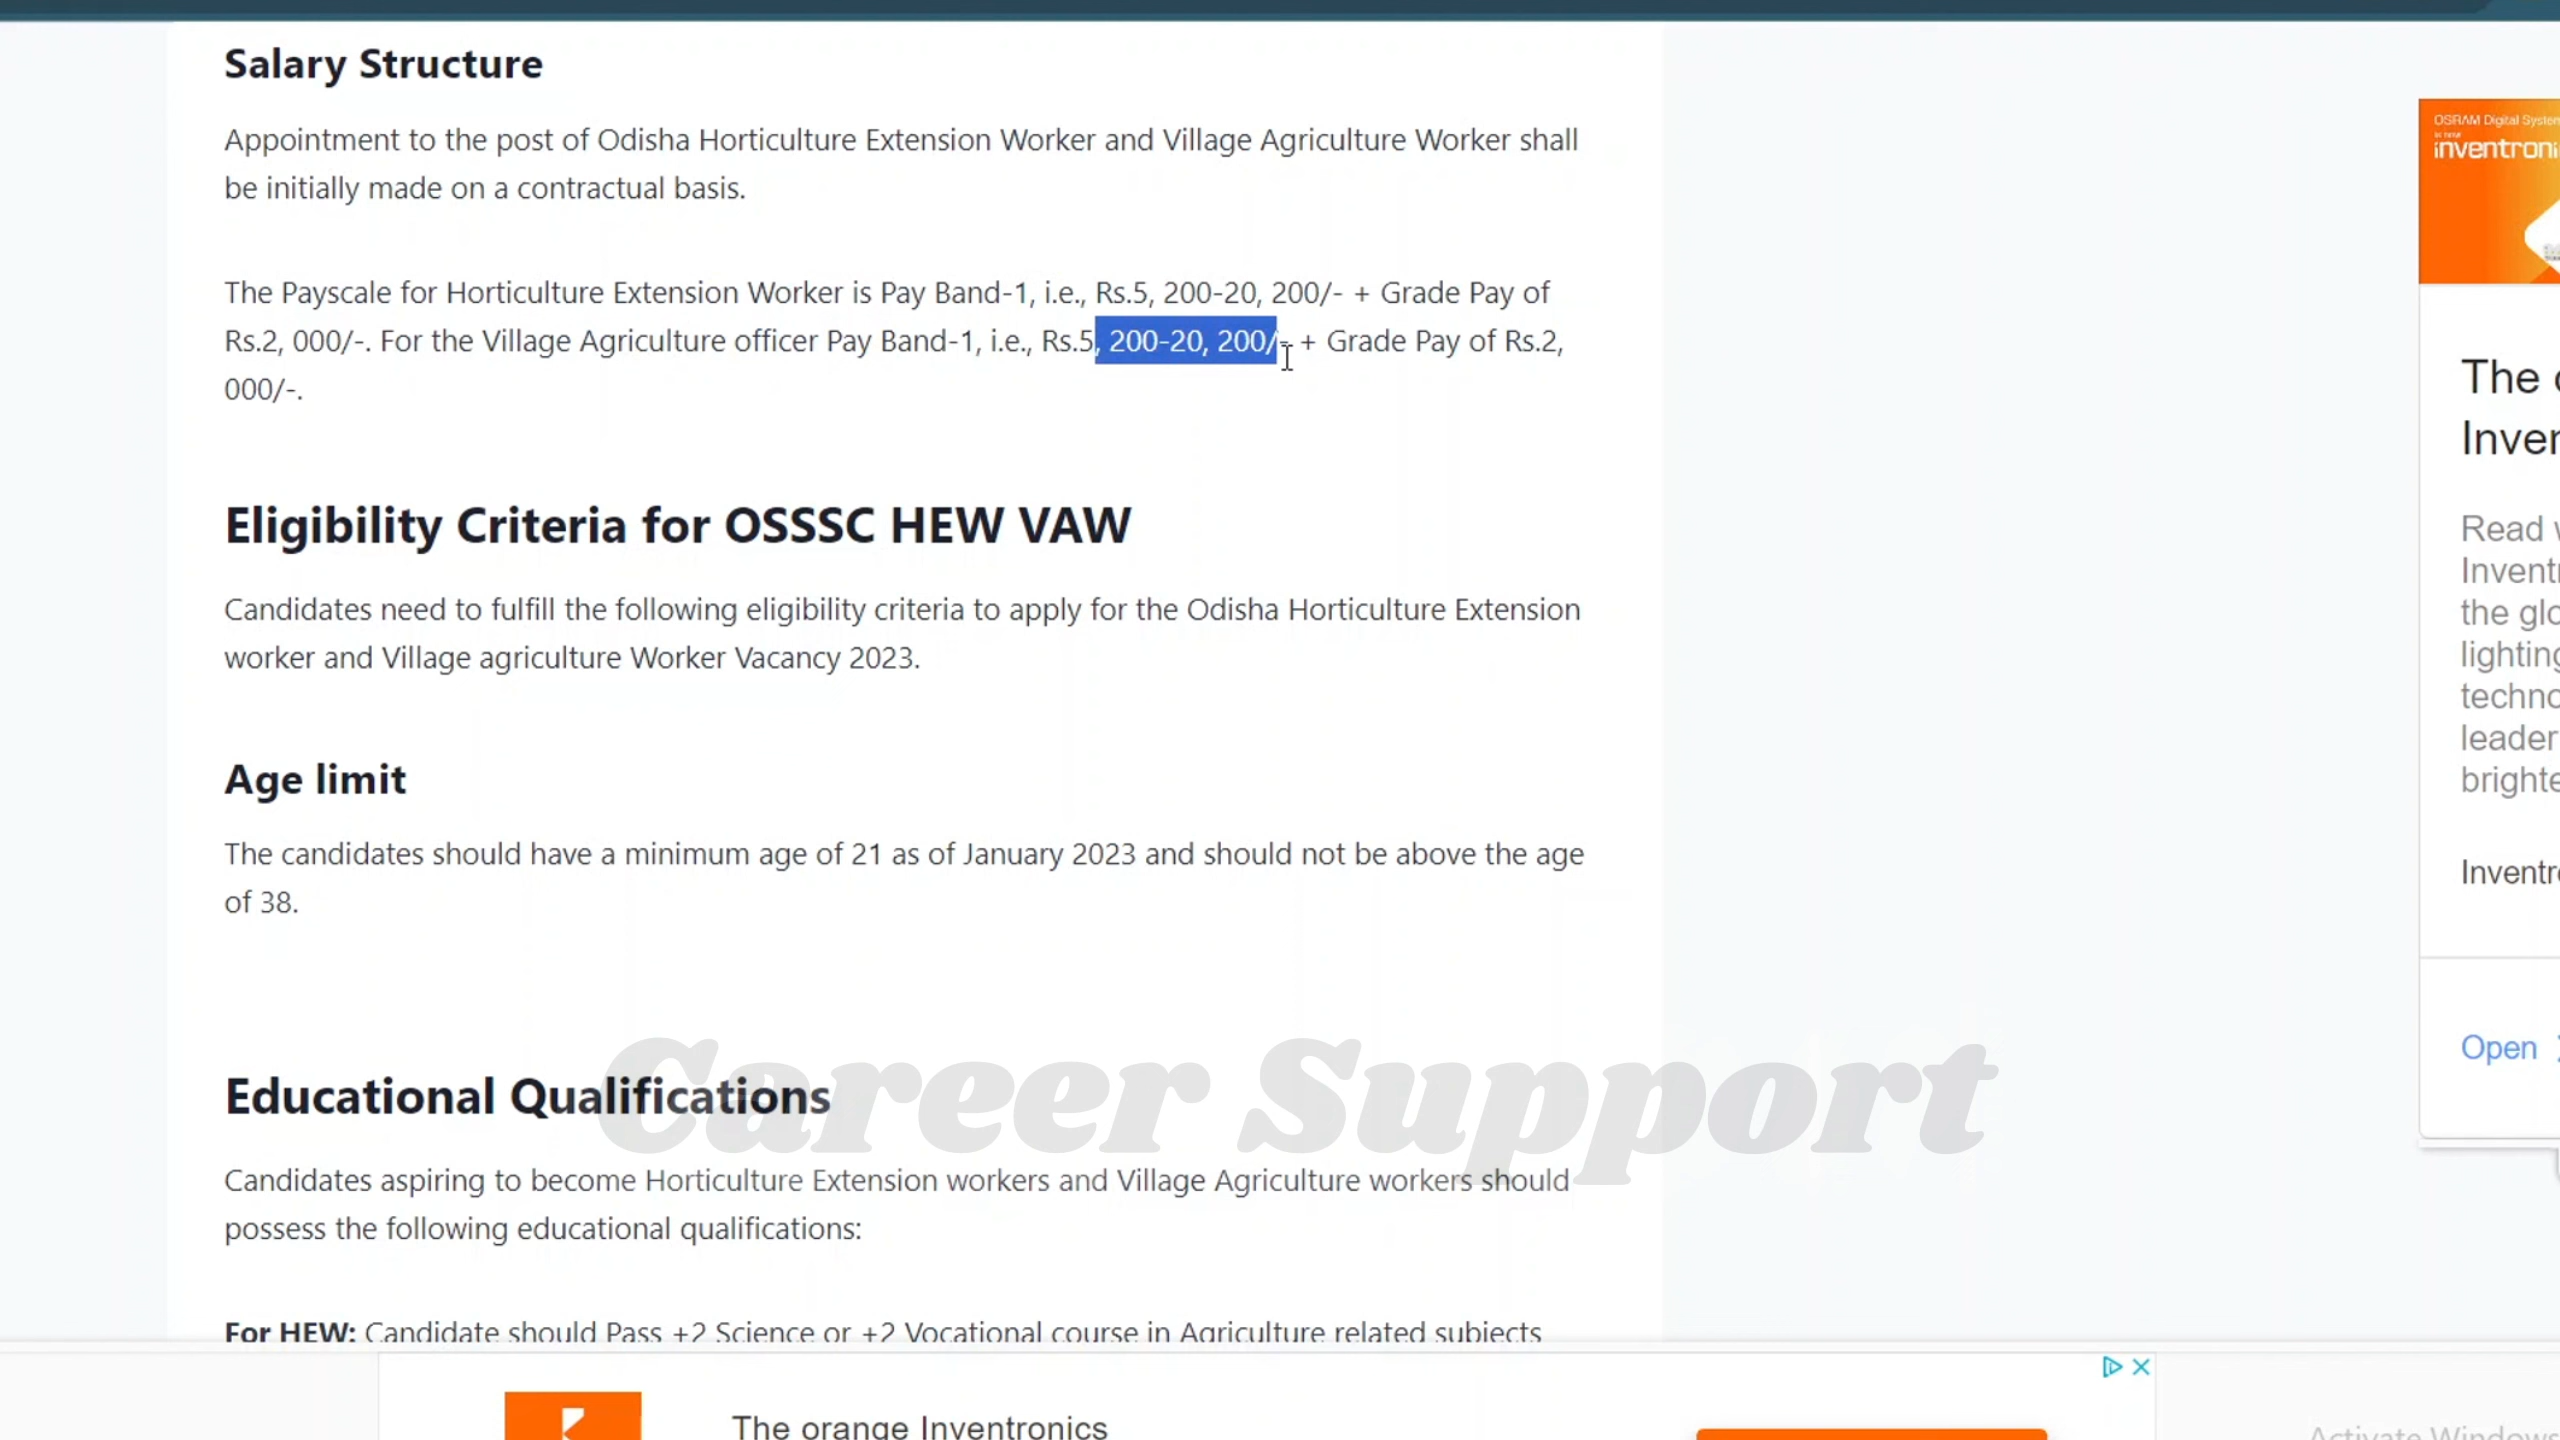 Salary Structure
Appointment to the post of Odisha Horticulture Extension Worker and Village Agriculture Worker shall
be initially made on a contractual basis.
The Payscale for Horticulture Extension Worker is Pay Band-1, i.e., Rs.5, 200-20, 200/- + Grade Pay of
Rs.2, 000/-. For the Village Agriculture officer Pay Band-1, i.e., Rs.5, 200-20, 200/- + Grade Pay of Rs.2,
000/-.
Eligibility Criteria for OSSSC HEW VAW
Candidates need to fulfill the following eligibility criteria to apply for the Odisha Horticulture Extension
worker and Village agriculture Worker Vacancy 2023.
Age limit
The candidates should have a minimum age of 21 as of January 2023 and should not be above the age
of 38.
Career Support
Educational Qualifications
Candidates aspiring to become Horticulture Extension workers and Village Agriculture workers should
possess the following educational qualifications:
For HEW: Candidate should Pass +2 Science or +2 Vocational course in Agriculture related subjects
OSRAM Digital
inventroni
The
Inven
Read
Invent
the glo
lighting
techno
leader
brighte
Inventr
Open
The orange Inventronics
Activate Windows